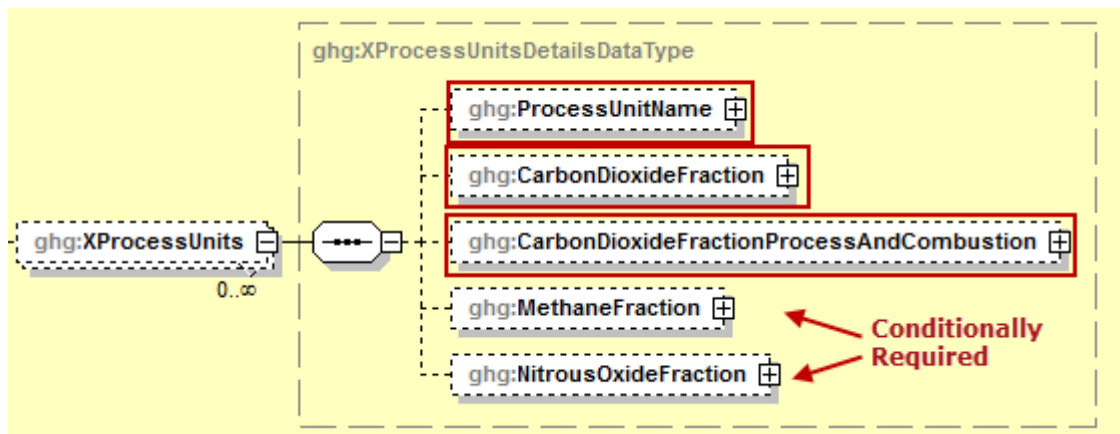 ghg:XProcessUnitsDetailsDataType
ghg:ProcessUnitName
ghg:CarbonDioxideFraction
ghg:XProcessUnits
0..∞
ghg:CarbonDioxideFractionProcessAndCombustion
ghg:MethaneFraction
Conditionally
Required
ghg:NitrousOxideFraction